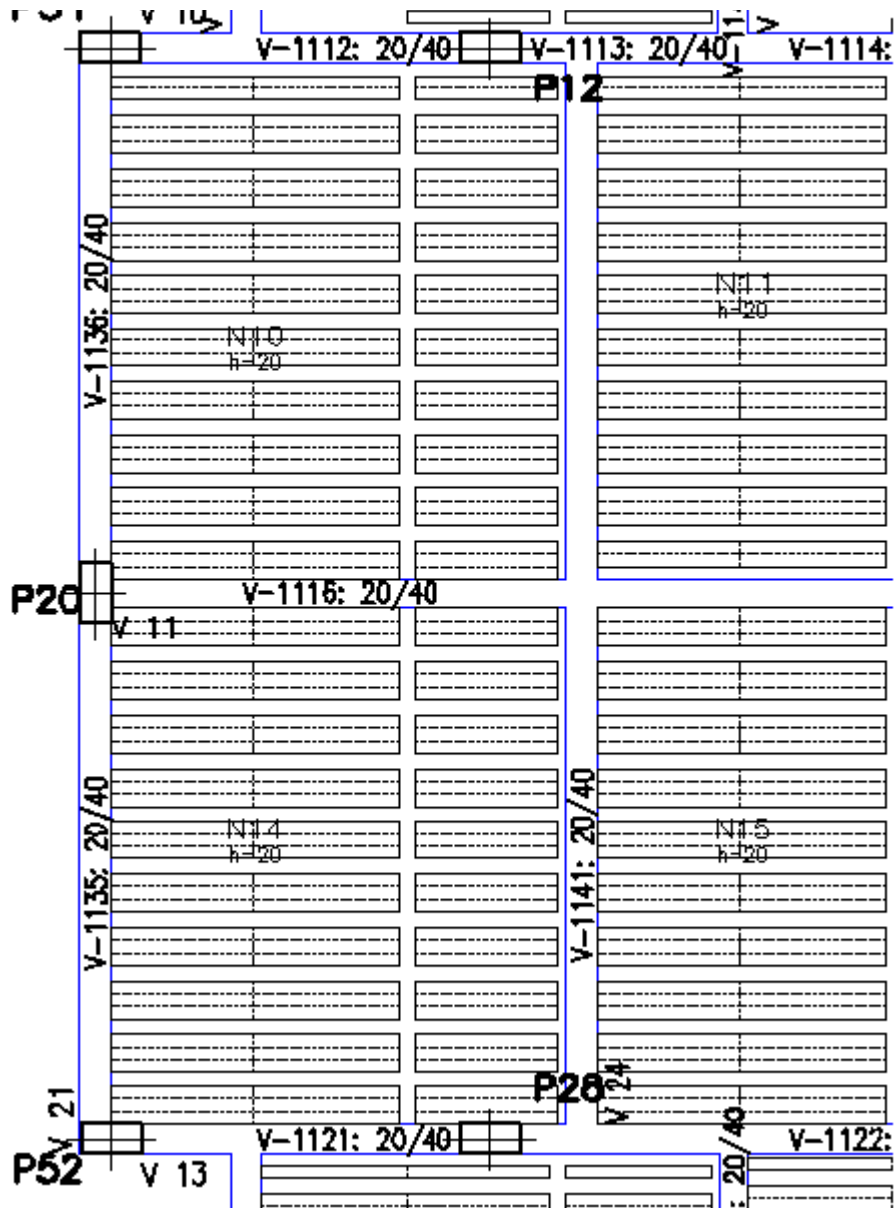 V-1112: 20/40
V-1113: 20/40
V-1114:
P12
V-1136: 20/40
N11
h-20
N10
h-20
P20
V-1116: 20/40
V 11
V-1135: 20/40
N14
h-20
N15
h-20
V-1141: 20/40
P28
V 24
V 21
V-1121: 20/40
V-1122:
P52
V 13
: 20/40